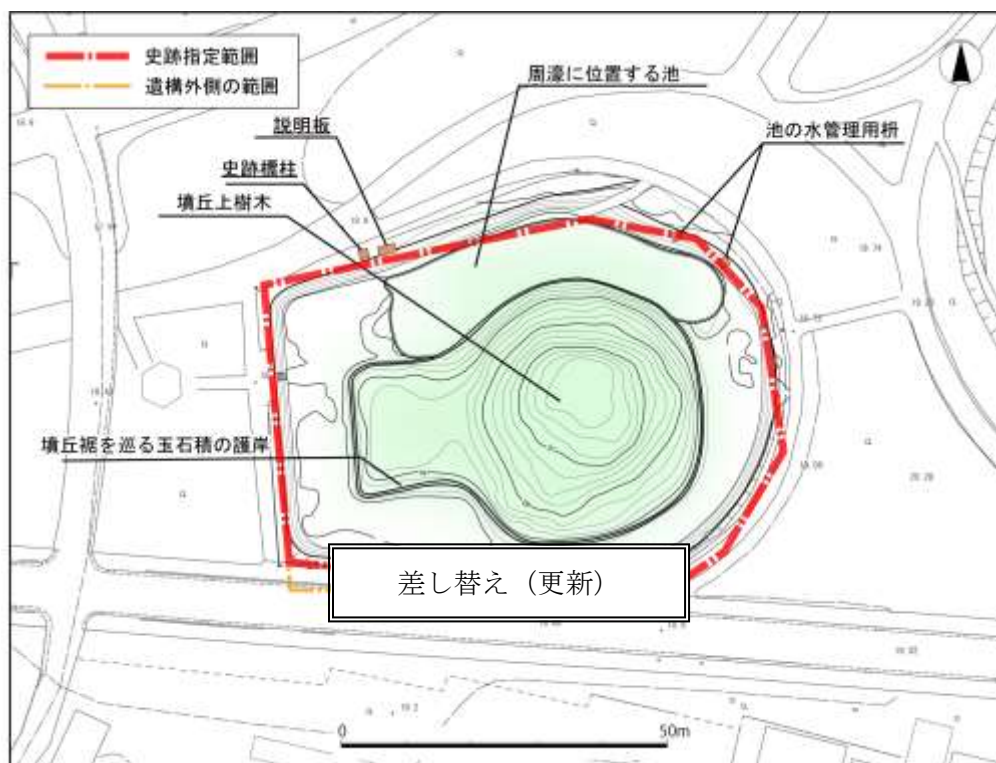 史跡指定範囲
遺構外側の範囲
周濠に位置する池
説明板
池の水管理用枡
史跡標柱
墳丘上樹木
墳丘裾を巡る玉石積の護岸
差し替え（更新）
0
50m